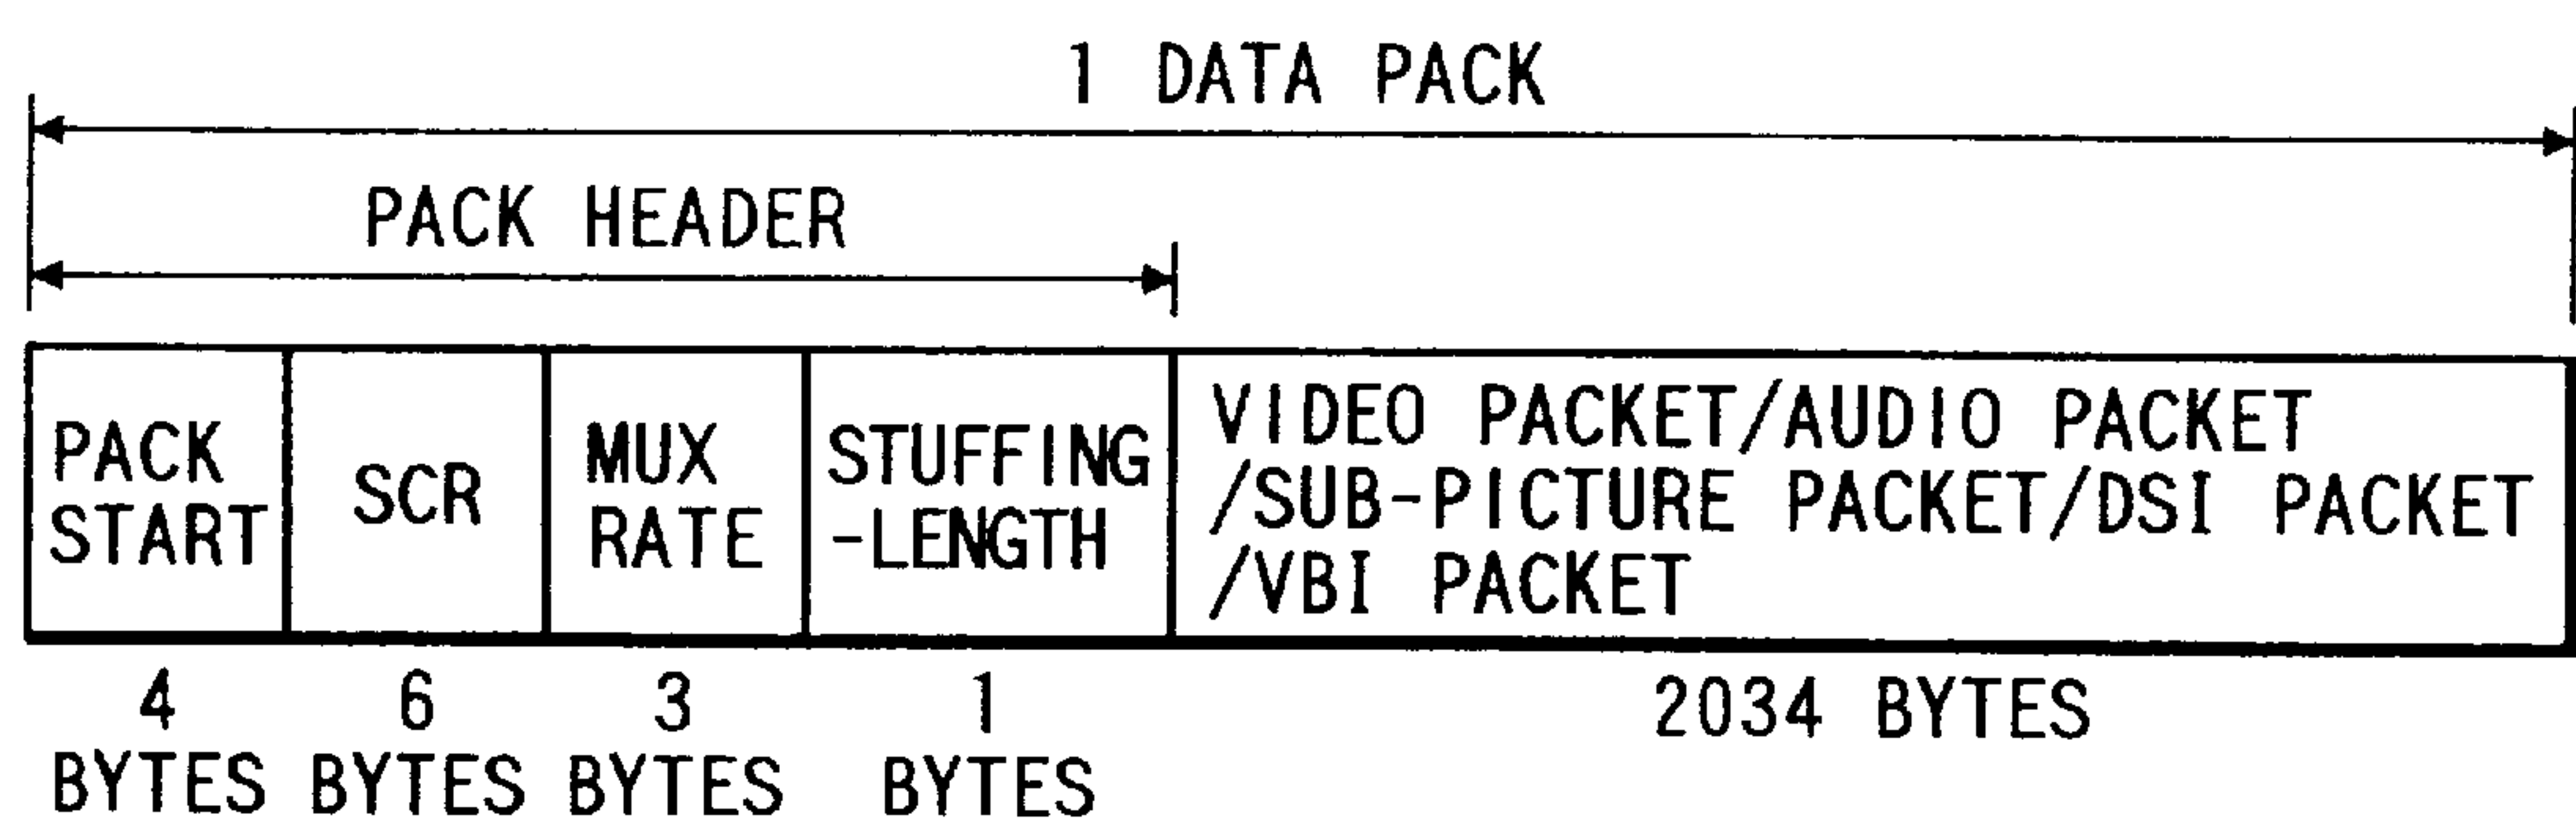 1 DATA PACK
PACK HEADER
PACK
START
SCR
MUX
RATE
STUFFING
-LENGTH
VIDEO PACKET/AUDIO PACKET
/SUB-PICTURE PACKET/DSI PACKET
/VBI PACKET
4
BYTES
6
BYTES
3
BYTES
1
BYTES
2034 BYTES